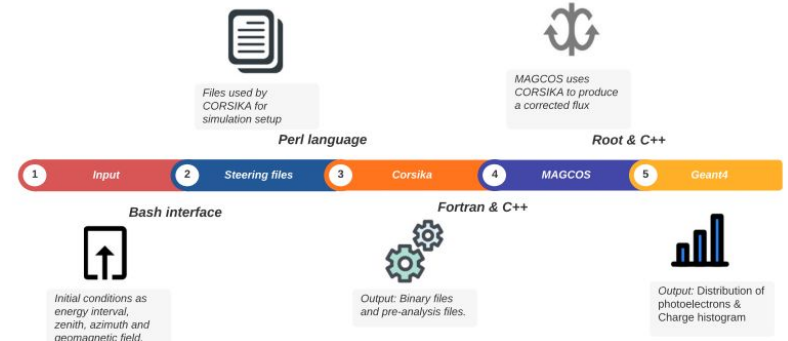 Files used by
CORSIKA for
simulation setup
MAGCOS uses
CORSIKA to produce
a corrected flux
Perl language
Root & C++
1 Input 2 Steering files 3 Corsika 4 MAGCOS 5 Geant4
Bash interface
Fortran & C++
Initial conditions as
energy interval,
zenith, azimuth and
geomagnetic field.
Output: Binary files
and pre-analysis files.
Output: Distribution of
photoelectrons &
Charge histogram